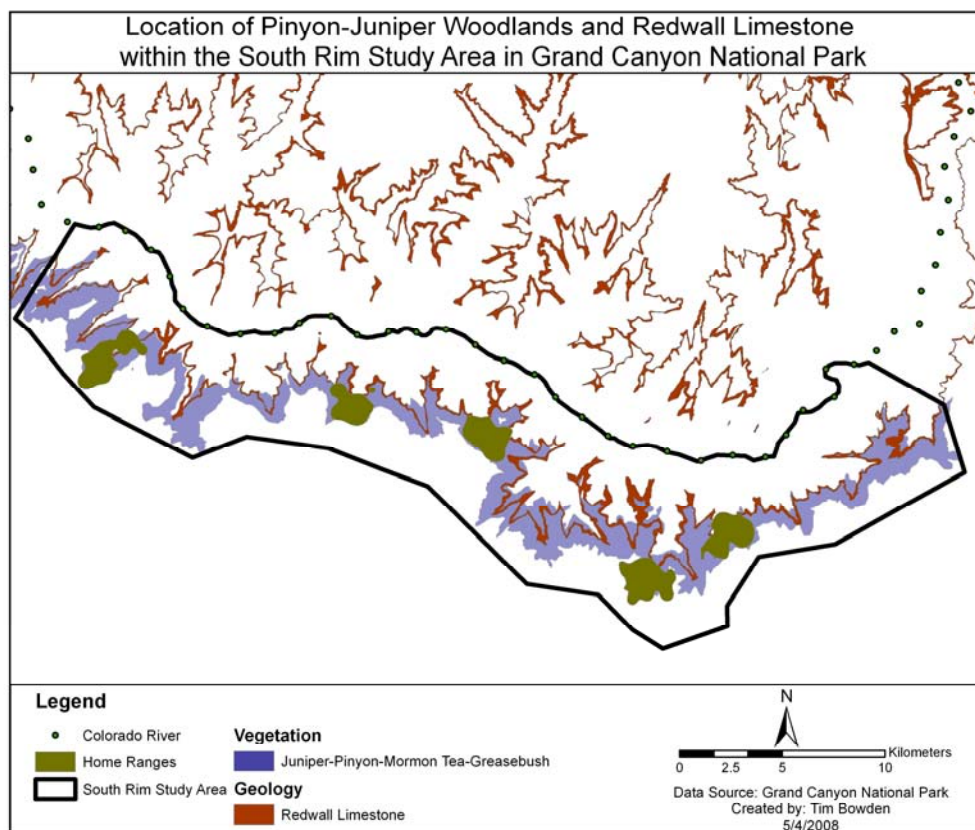 Location of Pinyon-Juniper Woodlands and Redwall Limestone
within the South Rim Study Area in Grand Canyon National Park
Legend
Colorado River
Home Ranges
South Rim Study Area
Vegetation
Juniper-Pinyon-Mormon Tea-Greasebush
Geology
Redwall Limestone
N
Kilometers
0 2.5 5 10
Data Source: Grand Canyon National Park
Created by: Tim Bowden
5/4/2008